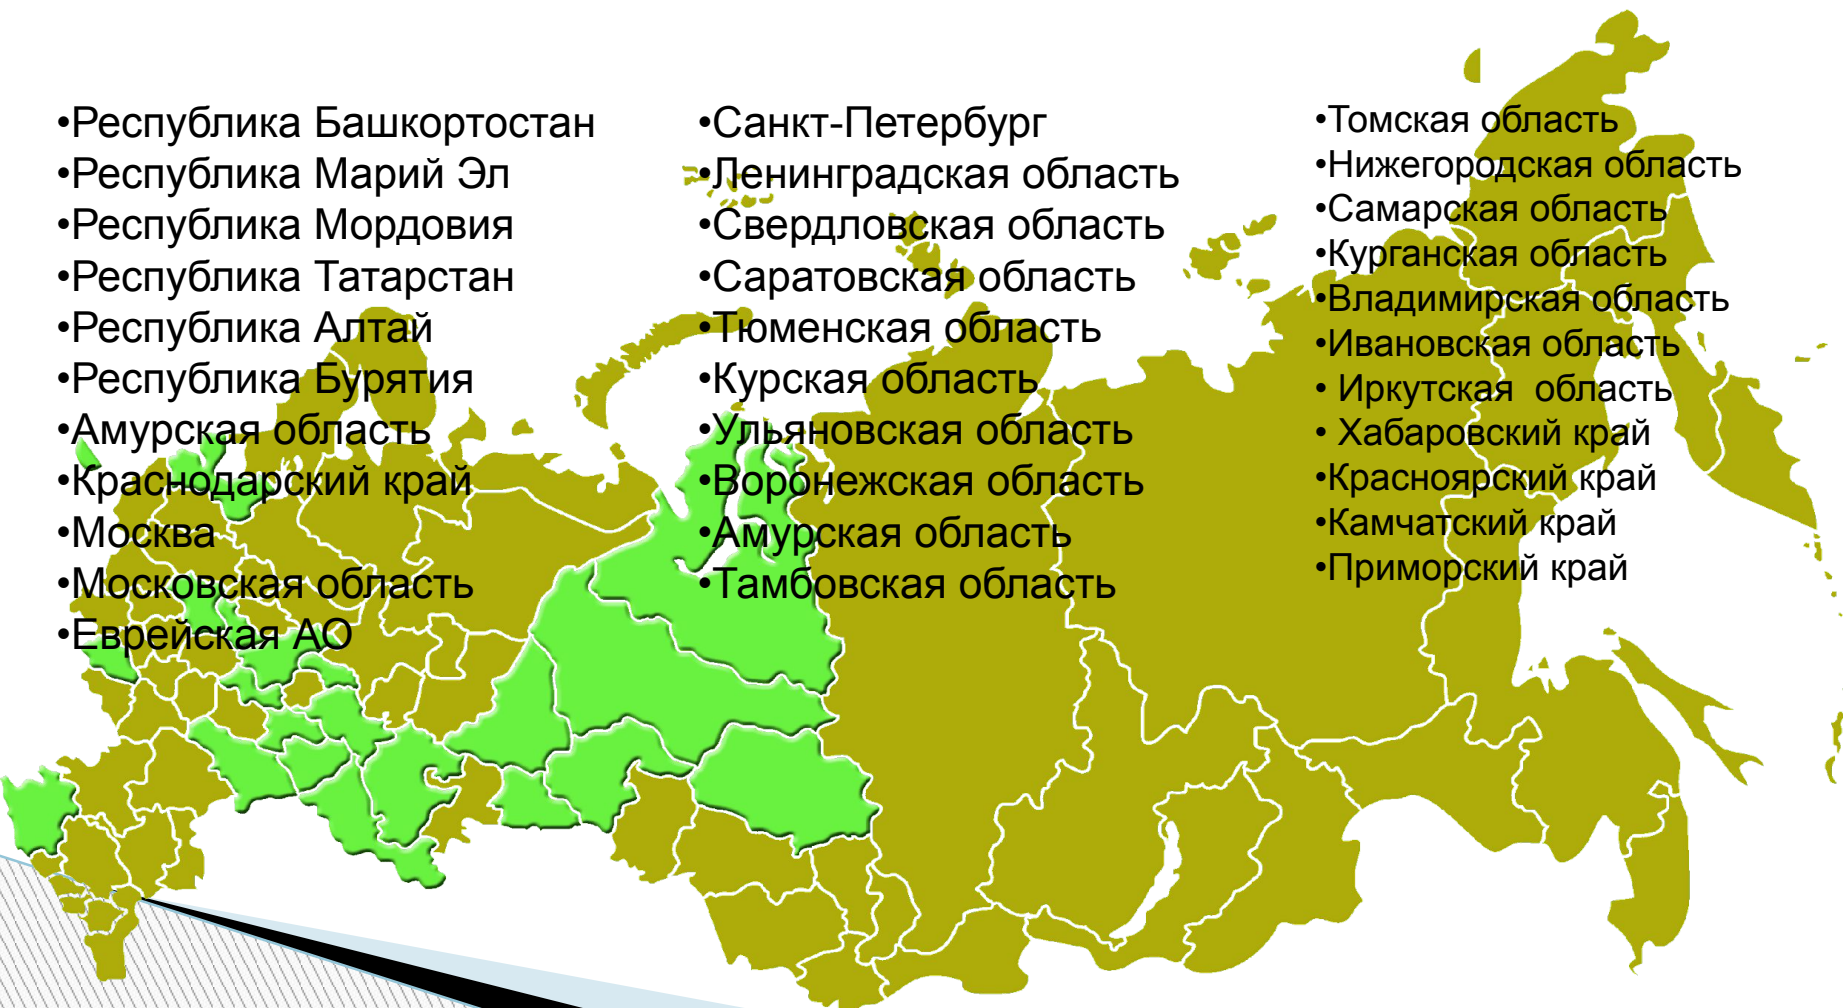 •Республика Башкортостан
•Республика Марий Эл
•Республика Мордовия
•Республика Татарстан
•Республика Алтай
•Республика Бурятия
•Амурская область
•Краснодарский край
•Москва
•Московская область
•Еврейская АО
•Санкт-Петербург
•Ленинградская область
•Свердловская область
•Саратовская область
•Тюменская область
•Курская область
•Ульяновская область
•Воронежская область
•Амурская область
•Тамбовская область
•Томская область
•Нижегородская область
•Самарская область
•Курганская область
•Владимирская область
•Ивановская область
• Иркутская  область
• Хабаровский край
•Красноярский край
•Камчатский край
•Приморский край